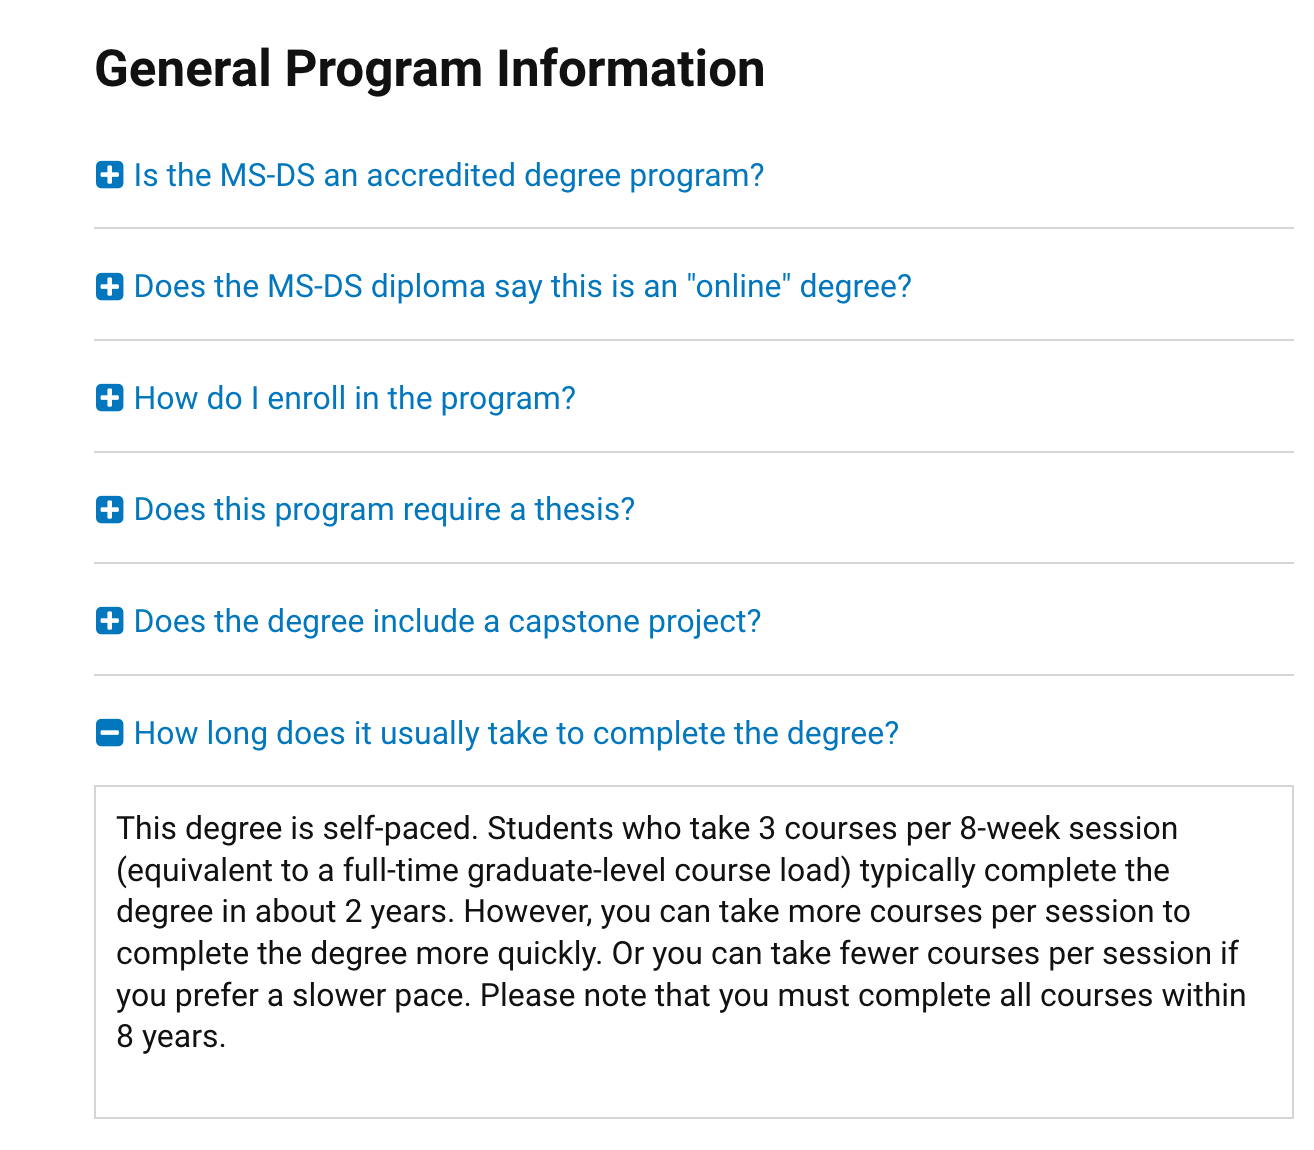 General Program Information
Is the MS-DS an accredited degree program?
Does the MS-DS diploma say this is an "online" degree?
How do I enroll in the program?
Does this program require a thesis?
Does the degree include a capstone project?
How long does it usually take to complete the degree?
This degree is self-paced. Students who take 3 courses per 8-week session
(equivalent to a full-time graduate-level course load) typically complete the
degree in about 2 years. However, you can take more courses per session to
complete the degree more quickly. Or you can take fewer courses per session if
you prefer a slower pace. Please note that you must complete all courses within
8 years.